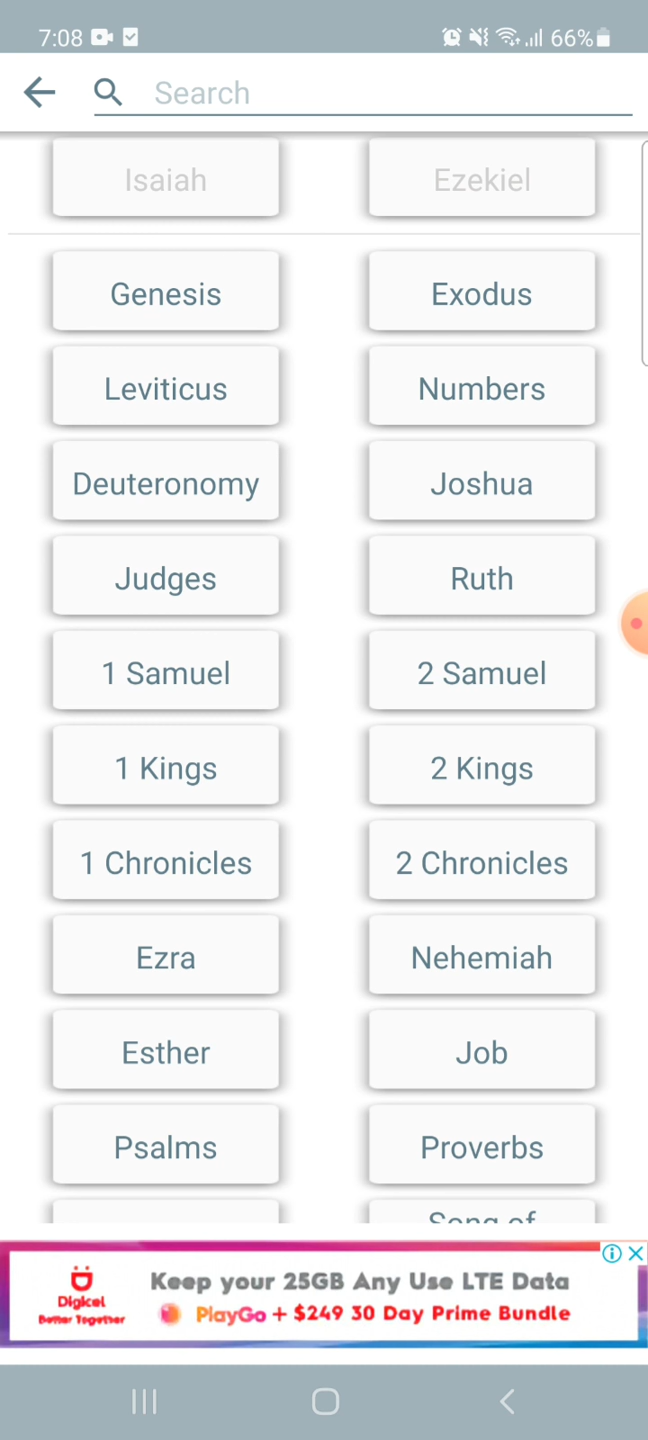 7:08 66%
Search
Isaiah Ezekiel
Genesis Exodus
Leviticus Numbers
Deuteronomy Joshua
Judges Ruth
1 Samuel 2 Samuel
1 Kings 2 Kings
1 Chronicles 2 Chronicles
Ezra Nehemiah
Esther Job
Psalms Proverbs
Song of
Keep your 25GB Any Use LTE Data
Digicel
PlayGo + $249 30 Day Prime Bundle
Better Together